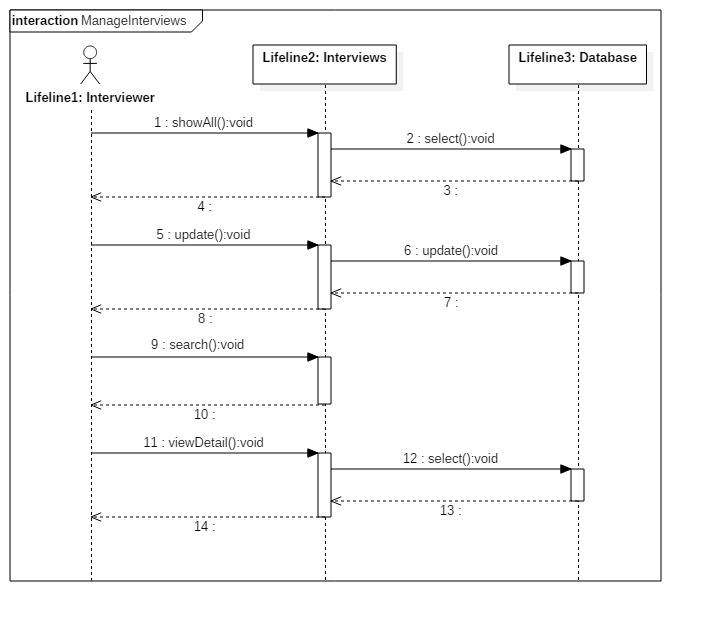 interaction ManageInterviews
Lifeline1: Interviewer
Lifeline2: Interviews
Lifeline3: Database
1 : showAll():void
2 : select():void
3 :
4 :
5 : update():void
6 : update():void
7 :
8 :
9 : search():void
10 :
11 : viewDetail():void
12 : select():void
13 :
14 :